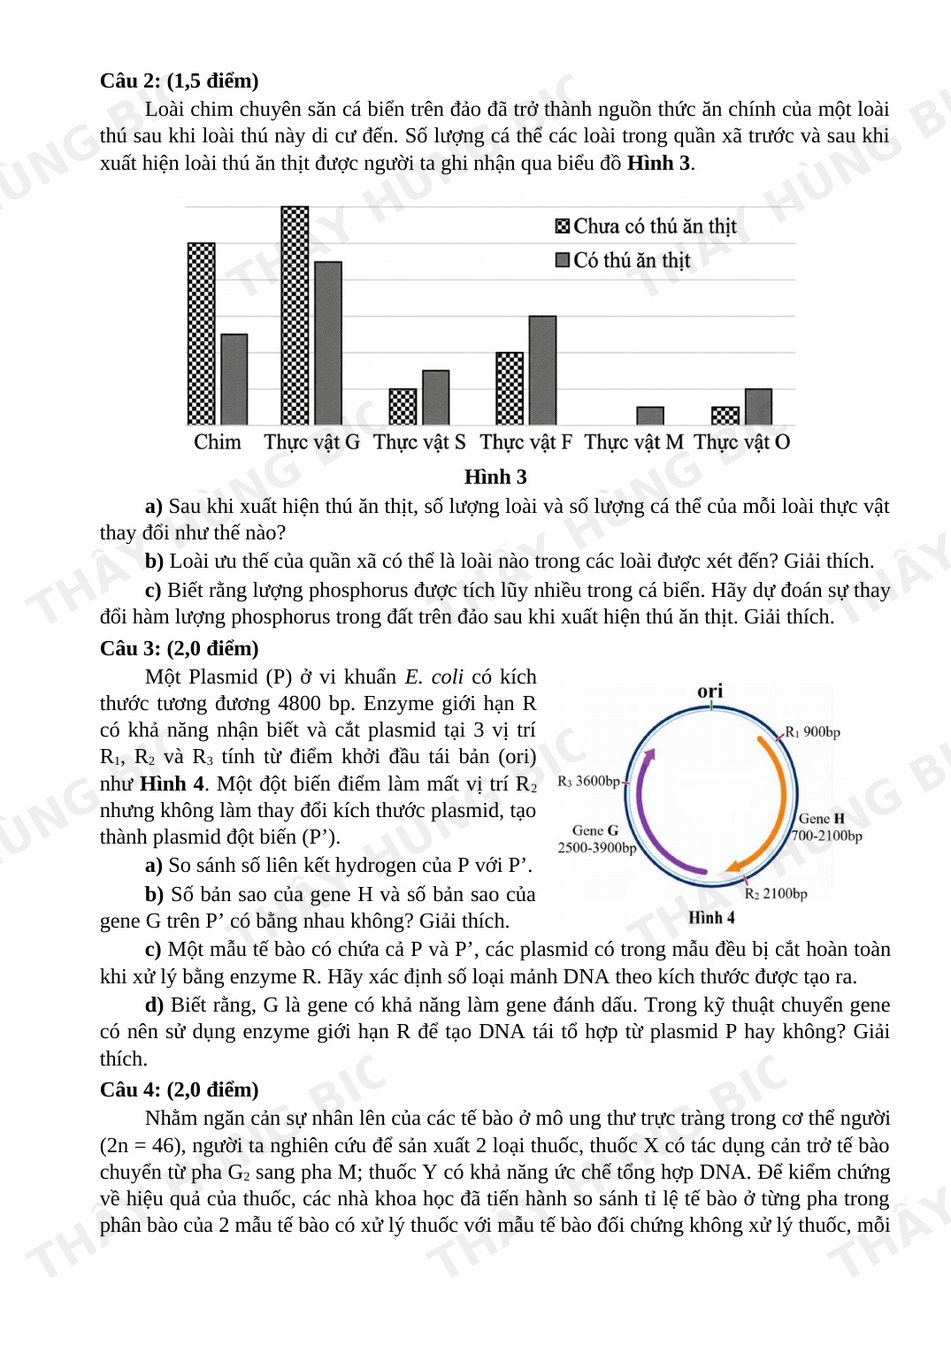 Câu 2: (1,5 điểm)
Loài chim chuyên săn cá biển trên đảo đã trở thành nguồn thức ăn chính của một loài
thú sau khi loài thú này di cư đến. Số lượng cá thể các loài trong quần xã trước và sau khi
xuất hiện loài thú ăn thịt được người ta ghi nhận qua biểu đồ Hình 3.
Chưa có thú ăn thịt
Có thú ăn thịt
Chim Thực vật G Thực vật S Thực vật F Thực vật M Thực vật O
Hình 3
a) Sau khi xuất hiện thú ăn thịt, số lượng loài và số lượng cá thể của mỗi loài thực vật
thay đổi như thế nào?
b) Loài ưu thế của quần xã có thể là loài nào trong các loài được xét đến? Giải thích.
c) Biết rằng lượng phosphorus được tích lũy nhiều trong cá biển. Hãy dự đoán sự thay
đổi hàm lượng phosphorus trong đất trên đảo sau khi xuất hiện thú ăn thịt. Giải thích.
Câu 3: (2,0 điểm)
Một Plasmid (P) ở vi khuẩn E. coli có kích
thước tương đương 4800 bp. Enzyme giới hạn R
có khả năng nhận biết và cắt plasmid tại 3 vị trí
R₁, R₂ và R₃ tính từ điểm khởi đầu tái bản (ori)
như Hình 4. Một đột biến điểm làm mất vị trí R₂
nhưng không làm thay đổi kích thước plasmid, tạo
thành plasmid đột biến (P’).
a) So sánh số liên kết hydrogen của P với P’.
b) Số bản sao của gene H và số bản sao của
gene G trên P’ có bằng nhau không? Giải thích.
ori
R₁ 900bp
R₃ 3600bp
Gene H
700-2100bp
Gene G
2500-3900bp
R₂ 2100bp
Hình 4
c) Một mẫu tế bào có chứa cả P và P’, các plasmid có trong mẫu đều bị cắt hoàn toàn
khi xử lý bằng enzyme R. Hãy xác định số loại mảnh DNA theo kích thước được tạo ra.
d) Biết rằng, G là gene có khả năng làm gene đánh dấu. Trong kỹ thuật chuyển gene
có nên sử dụng enzyme giới hạn R để tạo DNA tái tổ hợp từ plasmid P hay không? Giải
thích.
Câu 4: (2,0 điểm)
Nhằm ngăn cản sự nhân lên của các tế bào ở mô ung thư trực tràng trong cơ thể người
(2n = 46), người ta nghiên cứu để sản xuất 2 loại thuốc, thuốc X có tác dụng cản trở tế bào
chuyển từ pha G₂ sang pha M; thuốc Y có khả năng ức chế tổng hợp DNA. Để kiểm chứng
về hiệu quả của thuốc, các nhà khoa học đã tiến hành so sánh tỉ lệ tế bào ở từng pha trong
phân bào của 2 mẫu tế bào có xử lý thuốc với mẫu tế bào đối chứng không xử lý thuốc, mỗi
THẦY HÙNG BIC